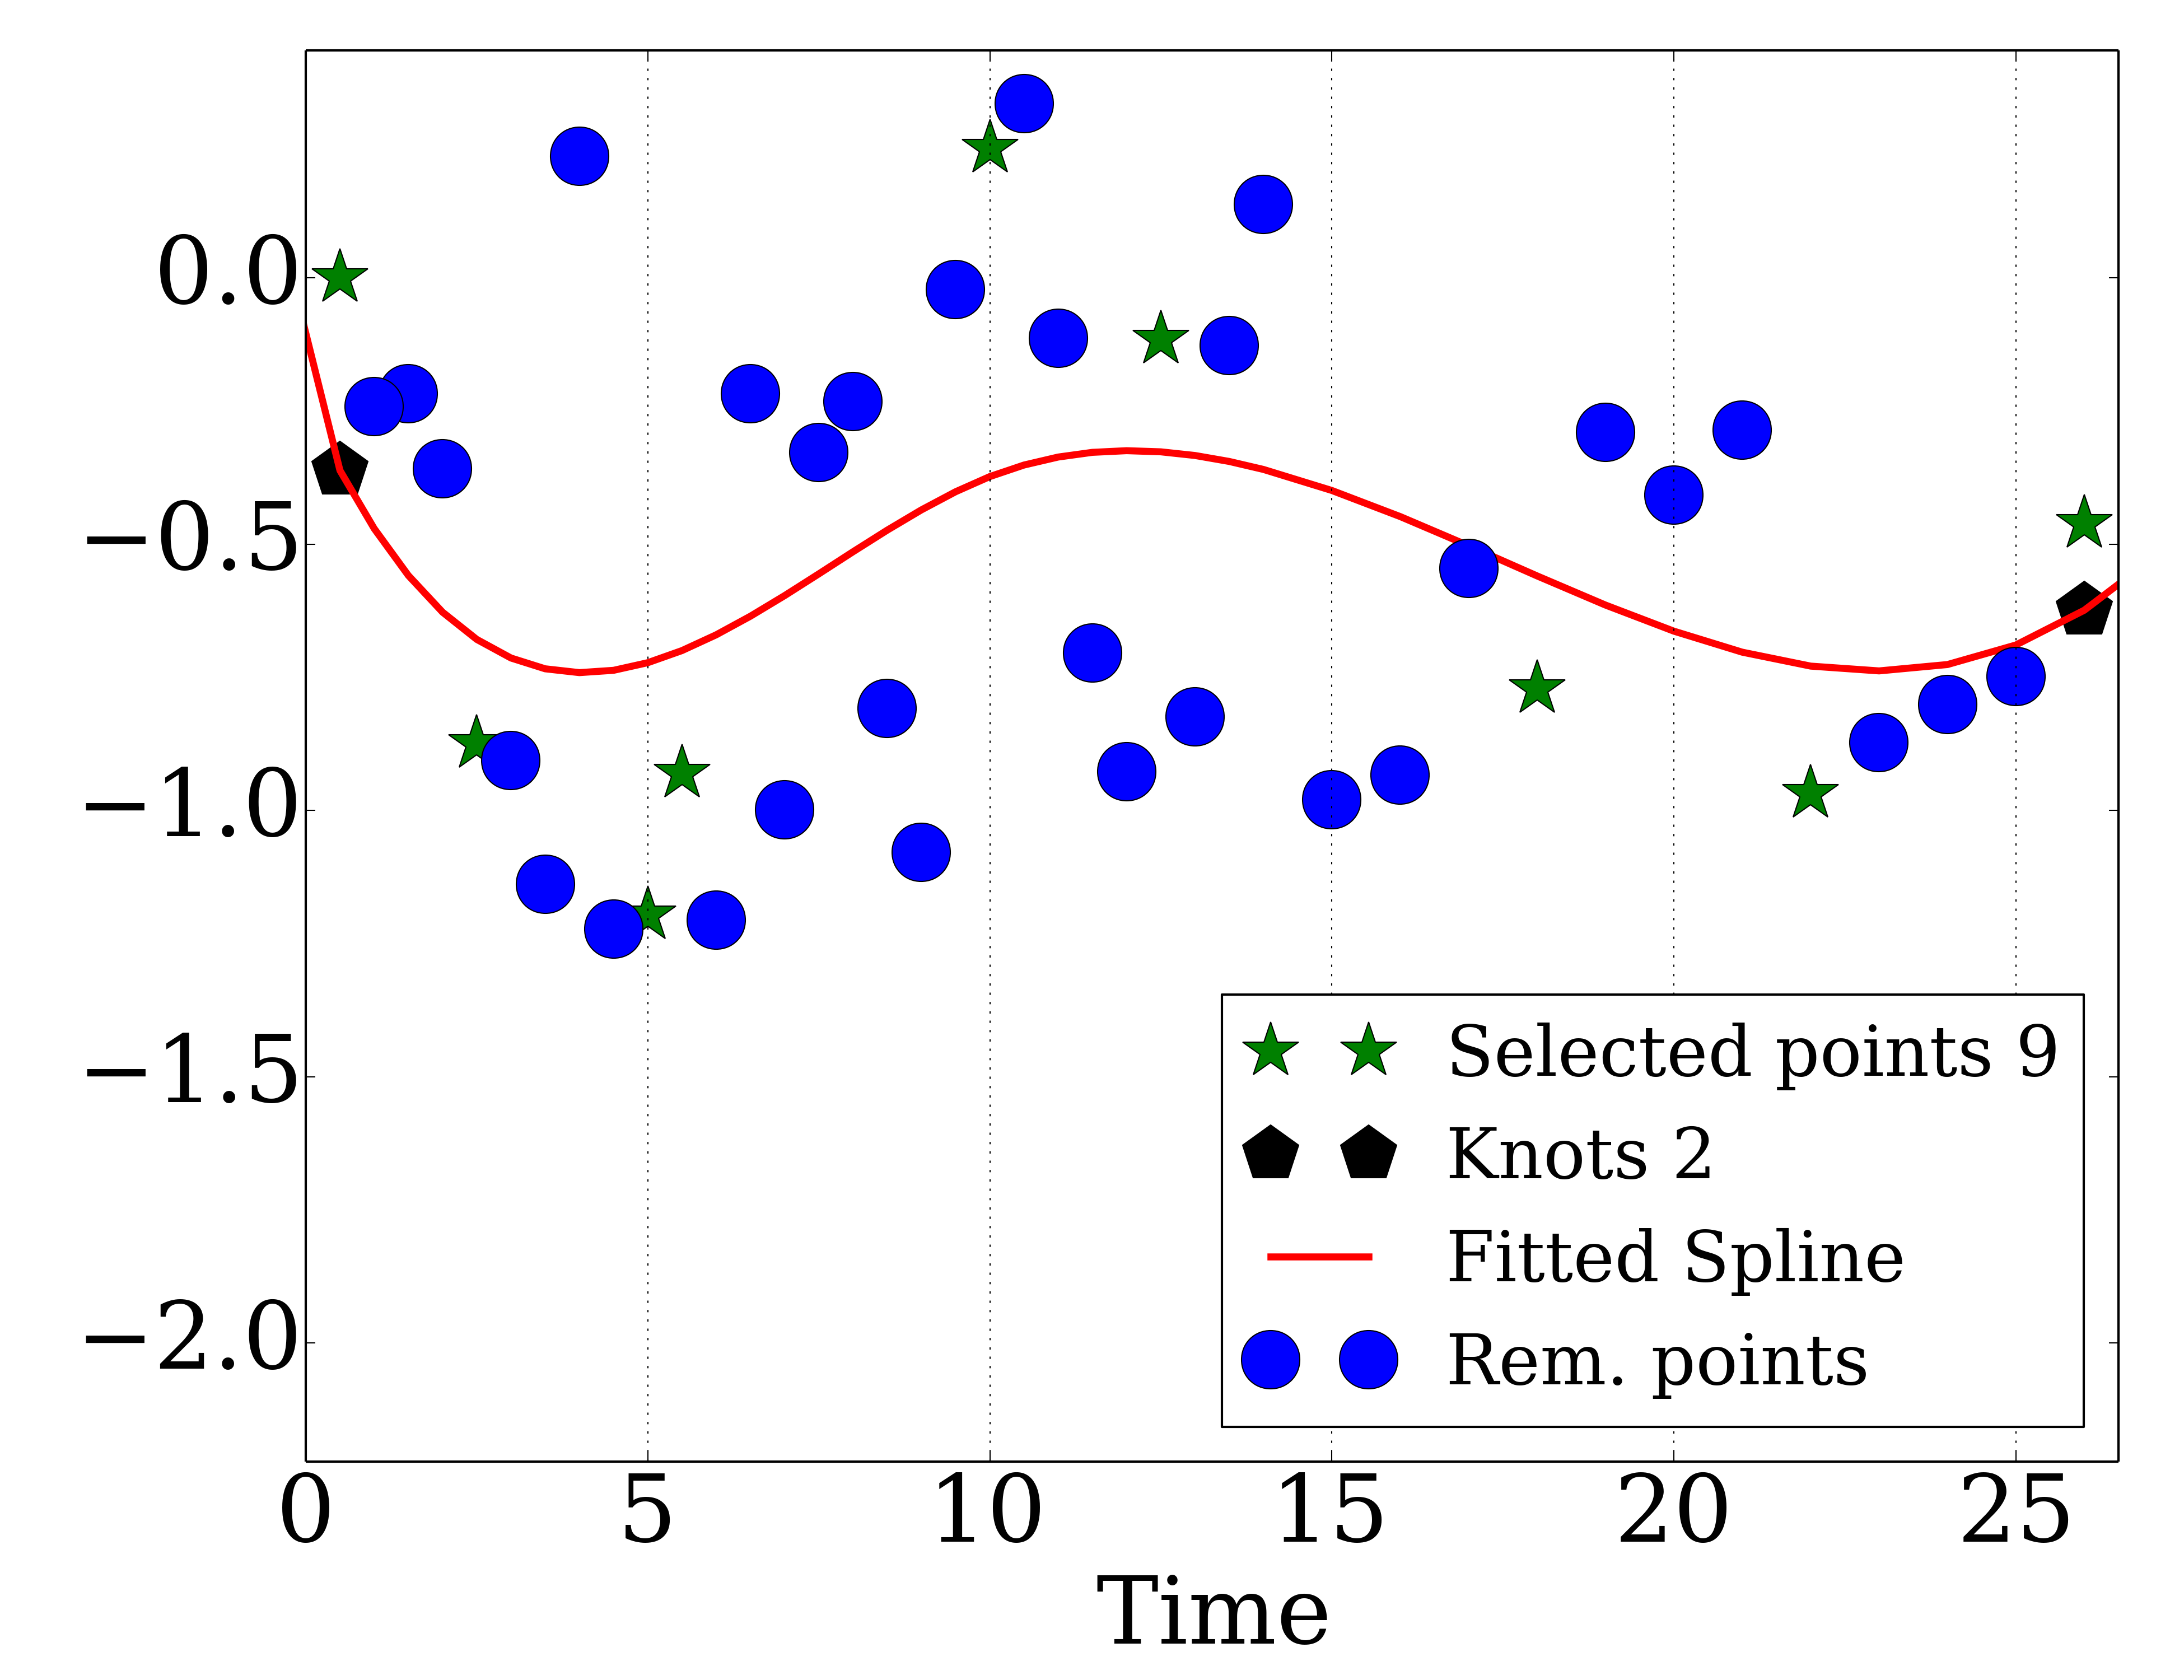 0.0
−0.5
−1.0
−1.5
−2.0
Selected points 9
Knots 2
Fitted Spline
Rem. points
0 5 10 15 20 25
Time